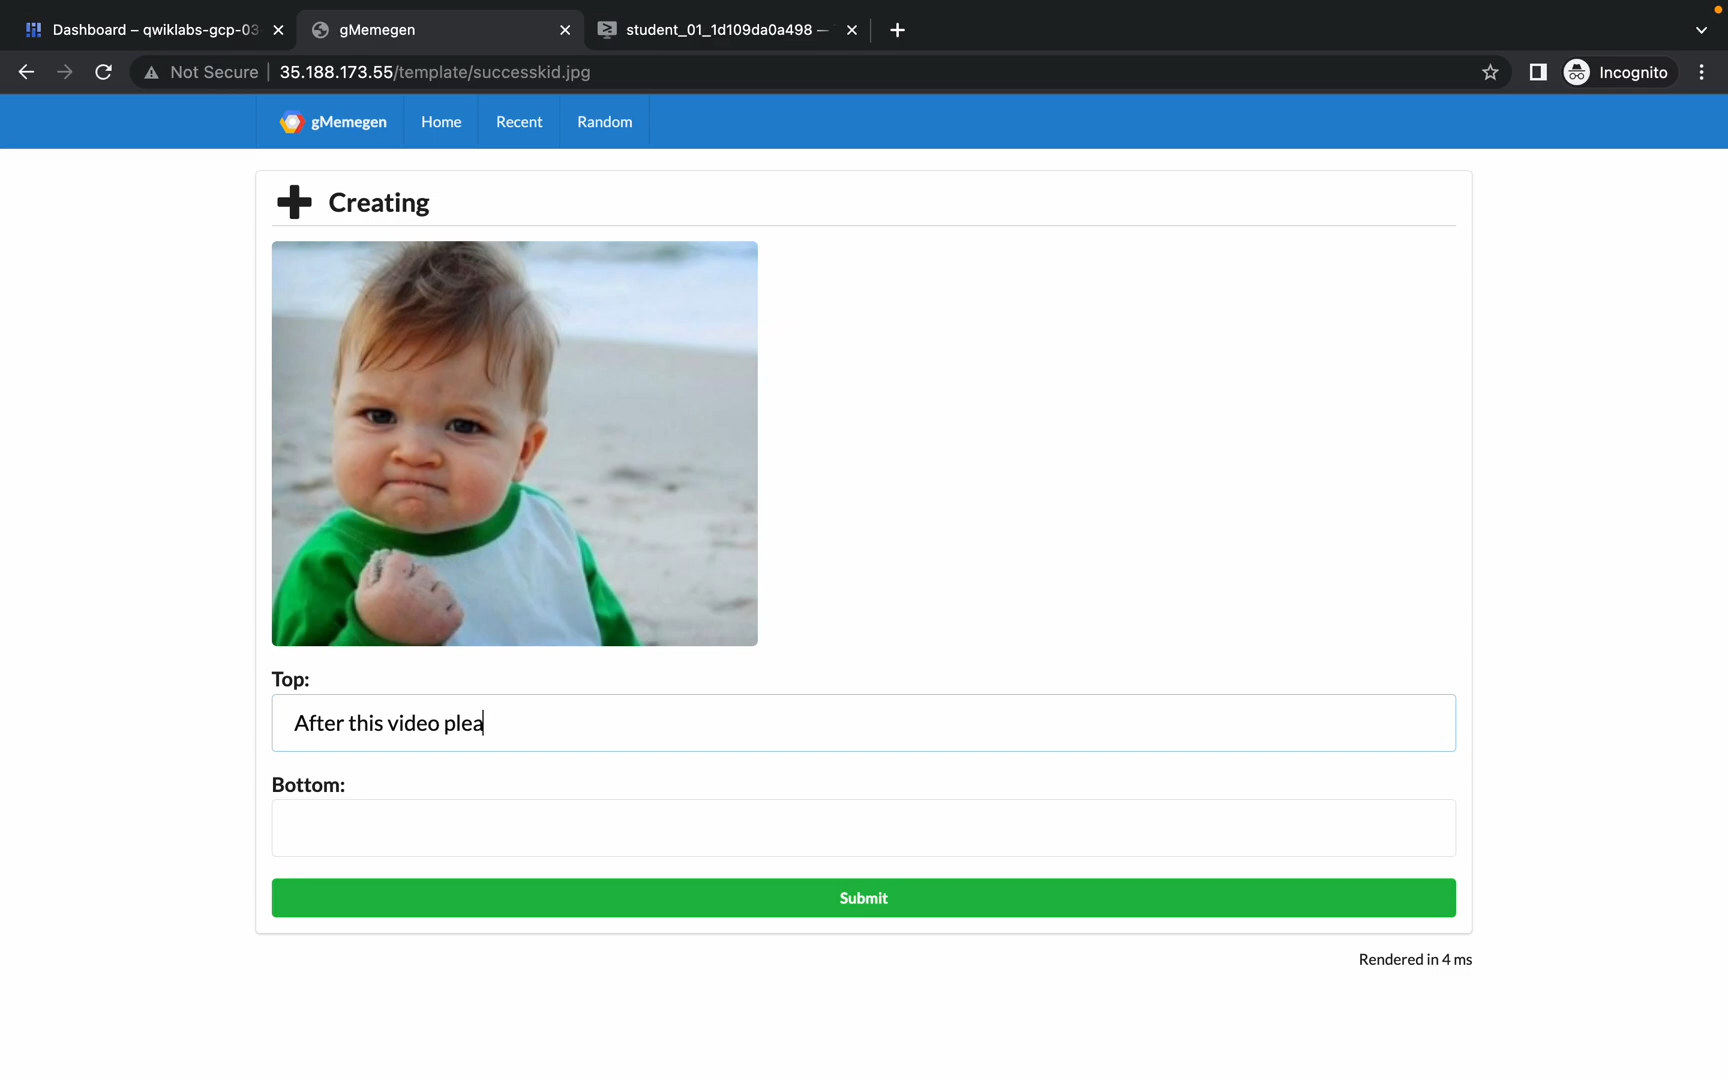 Dashboard – qwiklabs-gcp-03
gMemegen
student_01_1d109da0a498 –
Not Secure
35.188.173.55/template/successkid.jpg
Incognito
gMemegen
Home
Recent
Random
Creating
Top:
After this video plea
Bottom:
Submit
Rendered in 4 ms